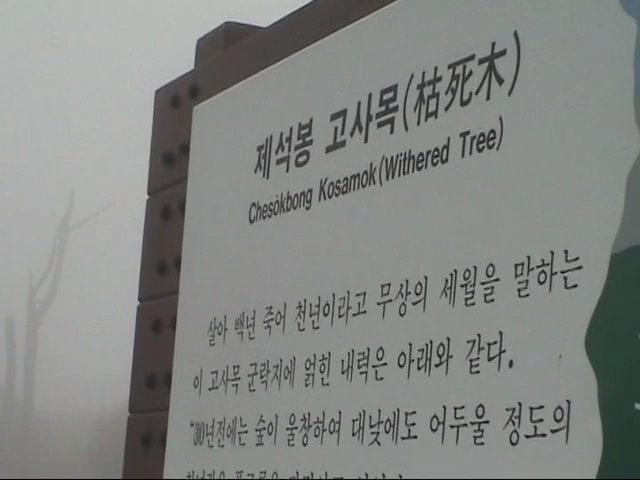 제석봉 고사목(枯死木)
Chesŏkbong Kosamok(Withered Tree)
살아 백년 죽어 천년이라고 무상의 세월을 말하는
이 고사목 군락지에 얽힌 내력은 아래와 같다.
"30년전에는 숲이 울창하여 대낮에도 어두울 정도의